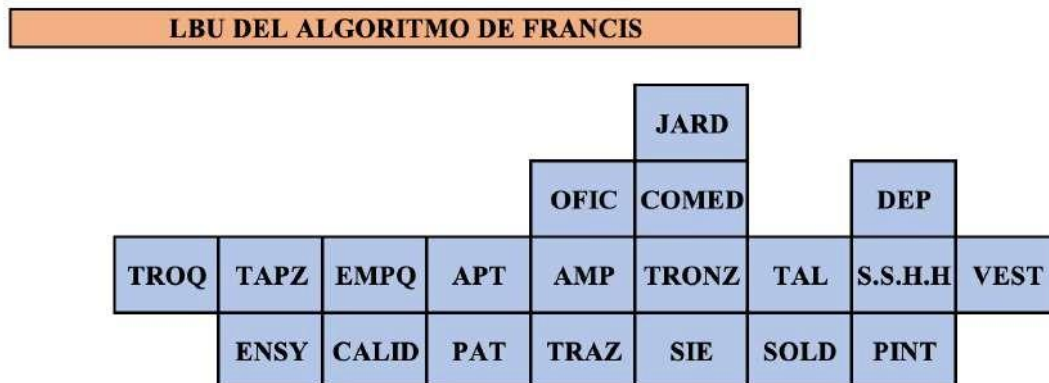 LBU DEL ALGORITMO DE FRANCIS
JARD
OFIC COMED DEP
TROQ TAPZ EMPQ APT AMP TRONZ TAL S.S.H.H VEST
ENSY CALID PAT TRAZ SIE SOLD PINT